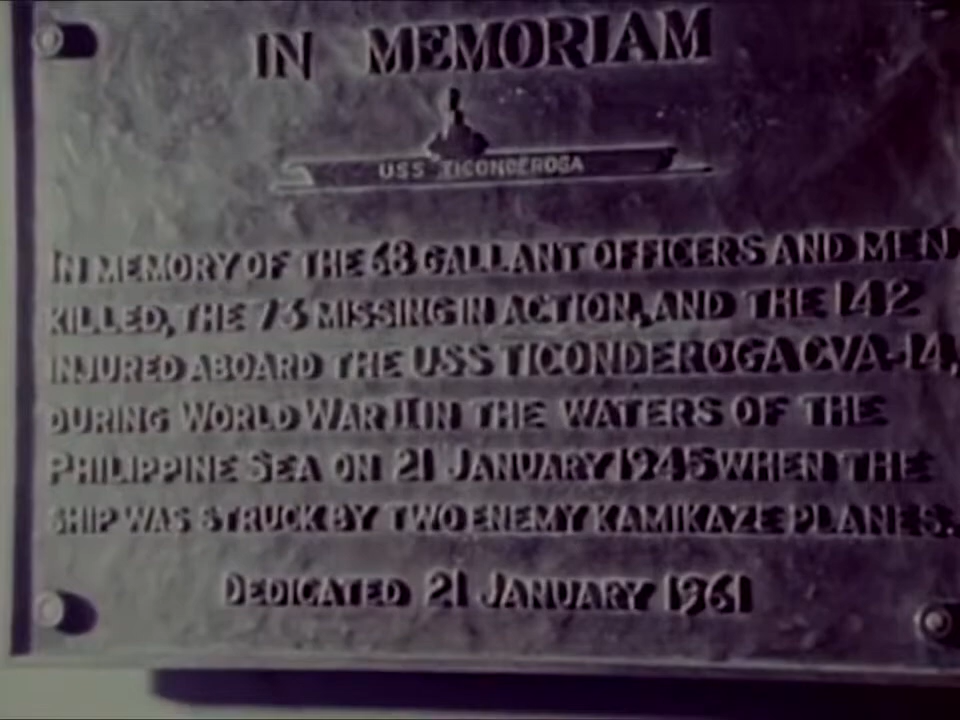 IN MEMORIAM
USS TICONDEROGA
IN MEMORY OF THE 68 GALLANT OFFICERS AND MEN
KILLED, THE 73 MISSING IN ACTION, AND THE 142
INJURED ABOARD THE USS TICONDEROGA CVA-14,
DURING WORLD WAR II IN THE WATERS OF THE
PHILIPPINE SEA ON 21 JANUARY 1945 WHEN THE
SHIP WAS STRUCK BY TWO ENEMY KAMIKAZE PLANES.
DEDICATED 21 JANUARY 1961